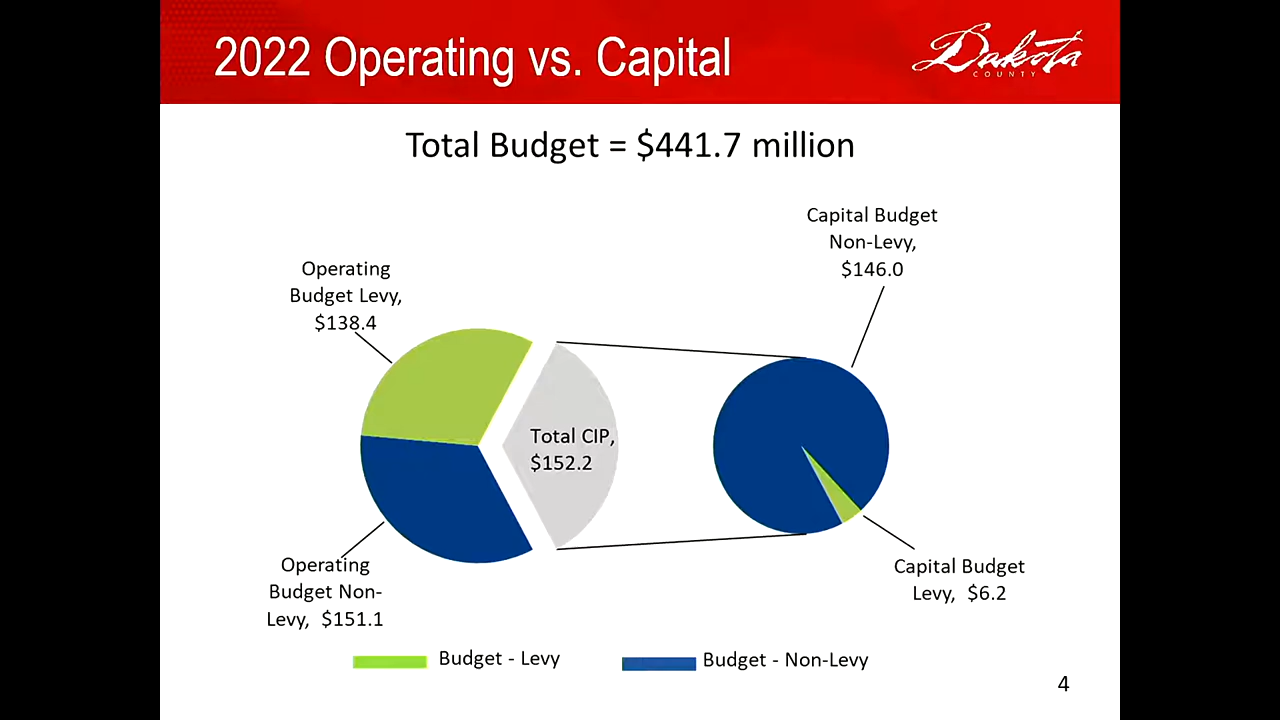 2022 Operating vs. Capital
Dakota
COUNTY
Total Budget = $441.7 million
Capital Budget
Non-Levy,
$146.0
Operating
Budget Levy,
$138.4
Total CIP,
$152.2
Operating
Budget Non-
Levy, $151.1
Capital Budget
Levy, $6.2
Budget - Levy
Budget - Non-Levy
4